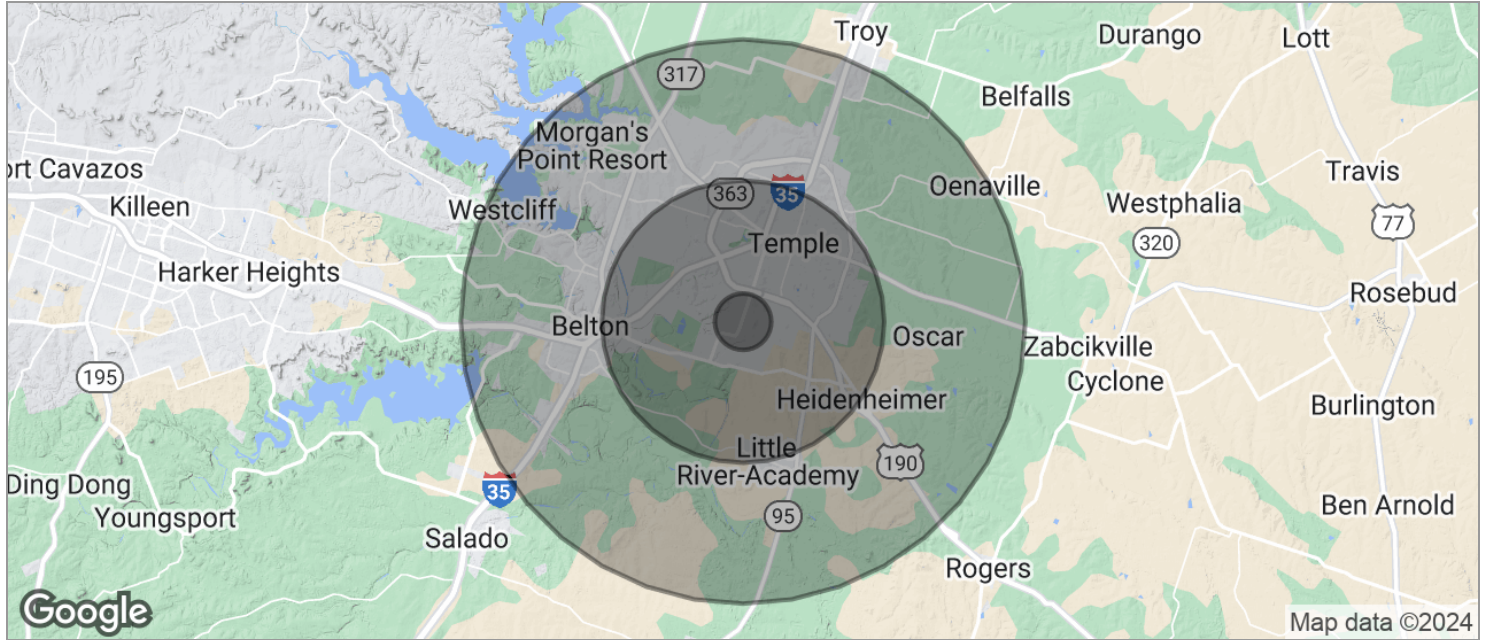 Troy
Durango
Lott
317
Belfalls
Morgan's
Point Resort
ort Cavazos
Travis
Oenaville
363
35
Killeen
Westcliff
Westphalia
77
320
Temple
Harker Heights
Rosebud
Belton
Oscar
Zabcikville
195
Cyclone
Heidenheimer
Burlington
Little
River-Academy
190
Ding Dong
35
Youngsport
95
Ben Arnold
Salado
Rogers
Google
Map data ©2024